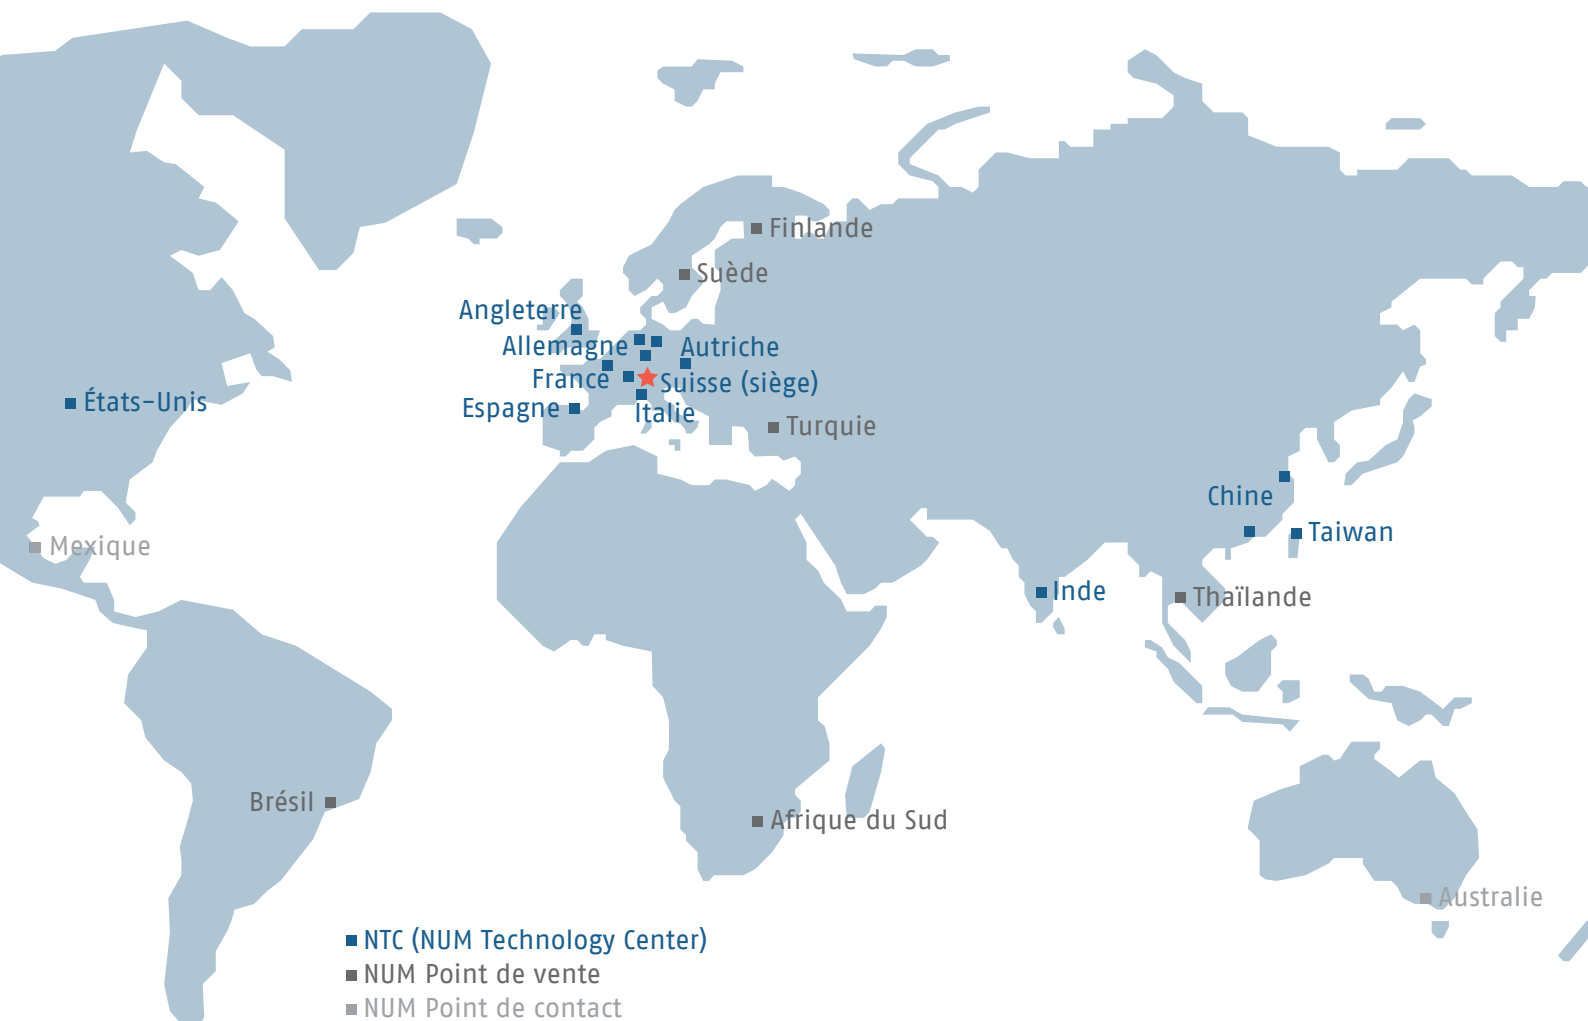 Finlande
Suède
Angleterre
Allemagne
Autriche
France
Suisse (siège)
États-Unis
Espagne
Italie
Turquie
Chine
Taiwan
Mexique
Inde
Thaïlande
Brésil
Afrique du Sud
Australie
NTC (NUM Technology Center)
NUM Point de vente
NUM Point de contact